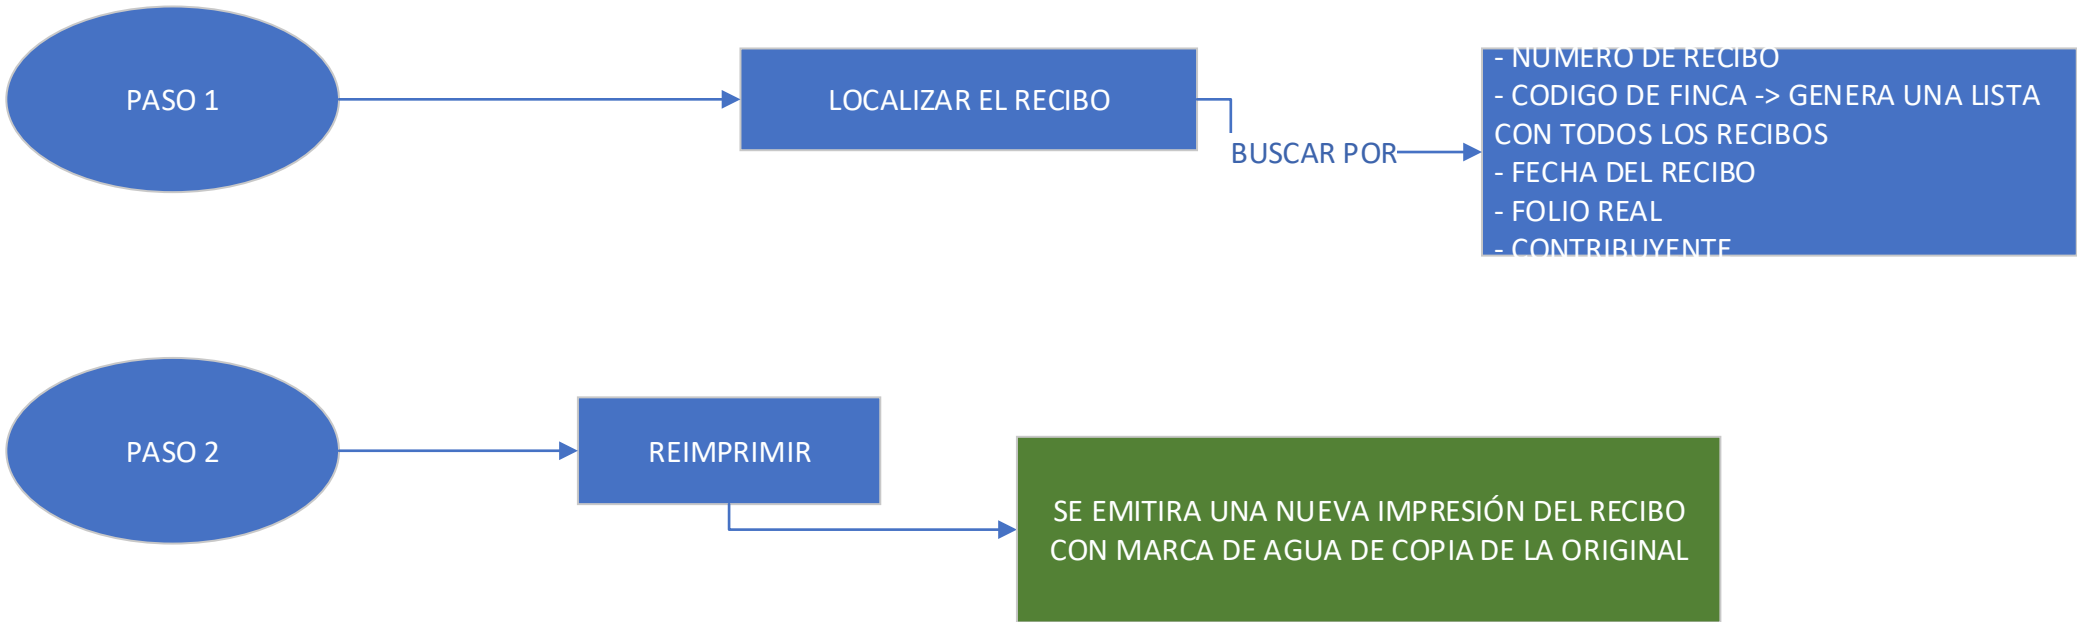 PASO 1
LOCALIZAR EL RECIBO
BUSCAR POR
- NUMERO DE RECIBO
- CODIGO DE FINCA -> GENERA UNA LISTA
CON TODOS LOS RECIBOS
- FECHA DEL RECIBO
- FOLIO REAL
- CONTRIBUYENTE
PASO 2
REIMPRIMIR
SE EMITIRA UNA NUEVA IMPRESIÓN DEL RECIBO
CON MARCA DE AGUA DE COPIA DE LA ORIGINAL